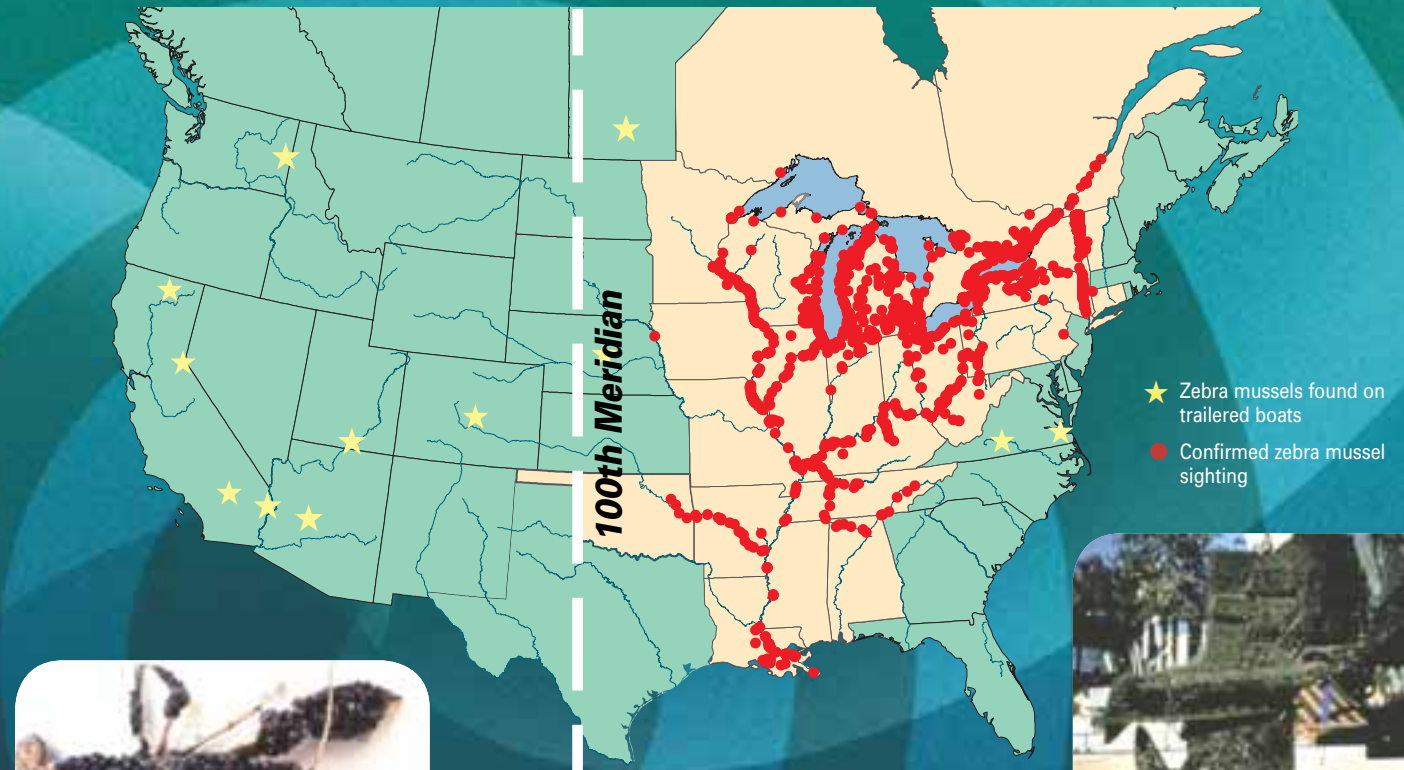 100th Meridian
Zebra mussels found on
trailered boats
Confirmed zebra mussel
sighting